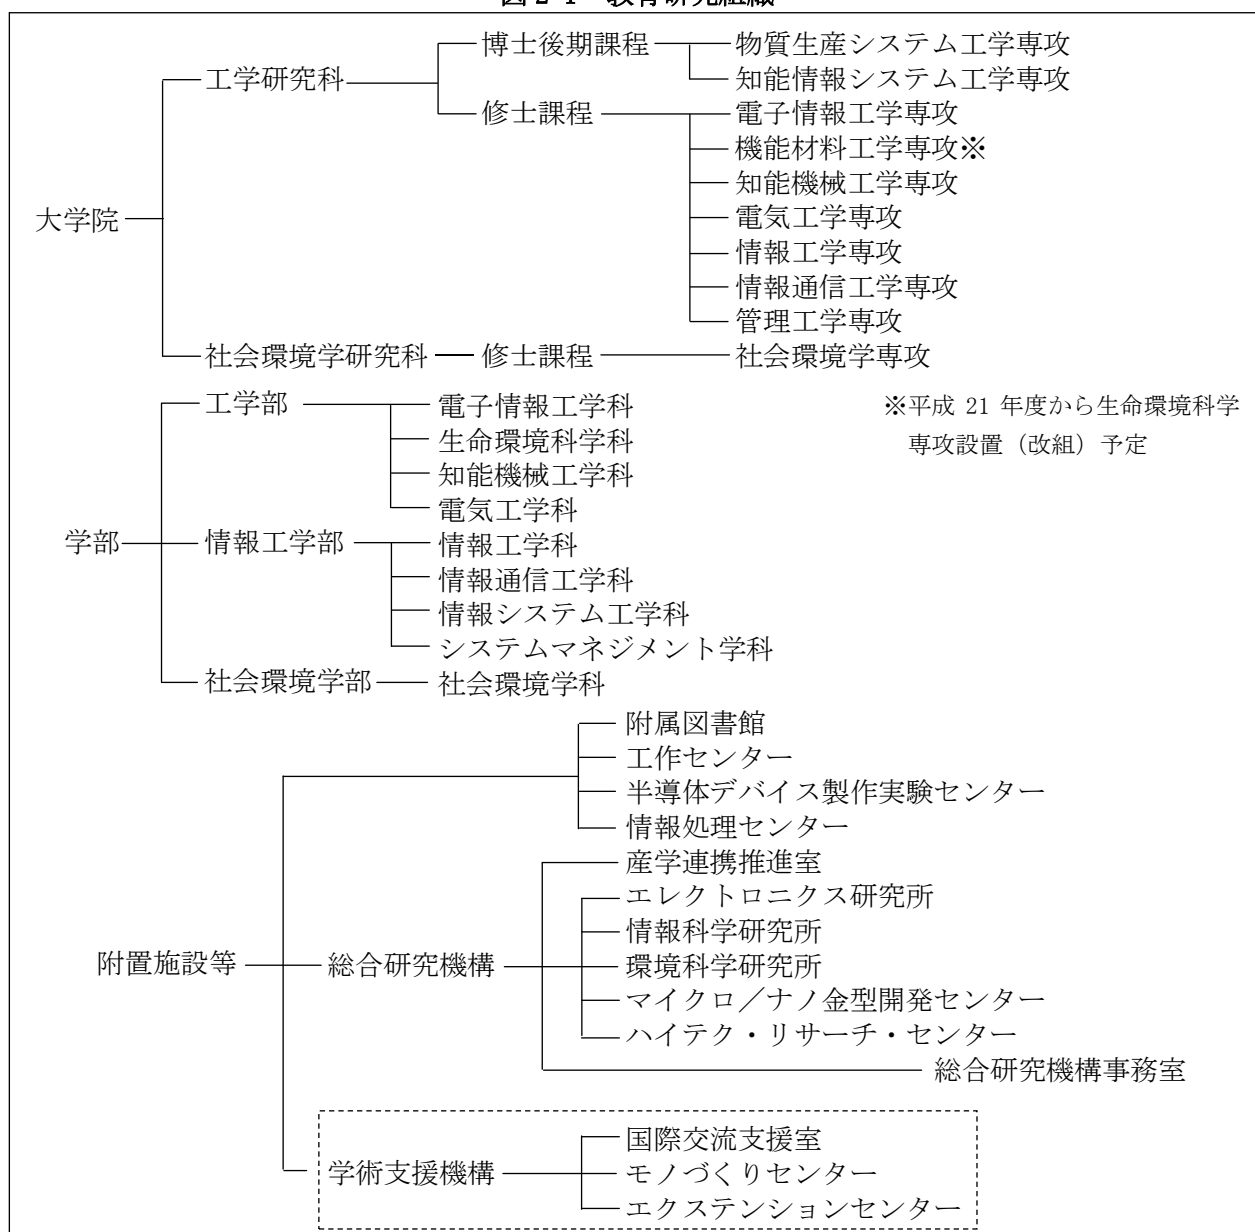 博士後期課程 物質生産システム工学専攻
工学研究科 知能情報システム工学専攻
修士課程 電子情報工学専攻
機能材料工学専攻※
知能機械工学専攻
大学院 電気工学専攻
情報工学専攻
情報通信工学専攻
管理工学専攻
社会環境学研究科 修士課程 社会環境学専攻
工学部 電子情報工学科 ※平成 21 年度から生命環境科学
生命環境科学科 専攻設置（改組）予定
知能機械工学科
電気工学科
学部 情報工学部 情報工学科
情報通信工学科
情報システム工学科
システムマネジメント学科
社会環境学部 社会環境学科
附属図書館
工作センター
半導体デバイス製作実験センター
情報処理センター
産学連携推進室
エレクトロニクス研究所
情報科学研究所
附置施設等 総合研究機構 環境科学研究所
マイクロ／ナノ金型開発センター
ハイテク・リサーチ・センター
総合研究機構事務室
国際交流支援室
学術支援機構 モノづくりセンター
エクステンションセンター